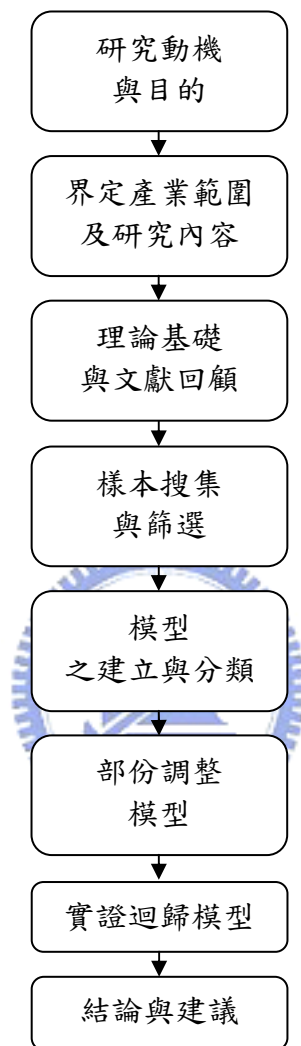 研究動機
與目的
界定產業範圍
及研究內容
理論基礎
與文獻回顧
樣本搜集
與篩選
模型
之建立與分類
部份調整
模型
實證迴歸模型
結論與建議